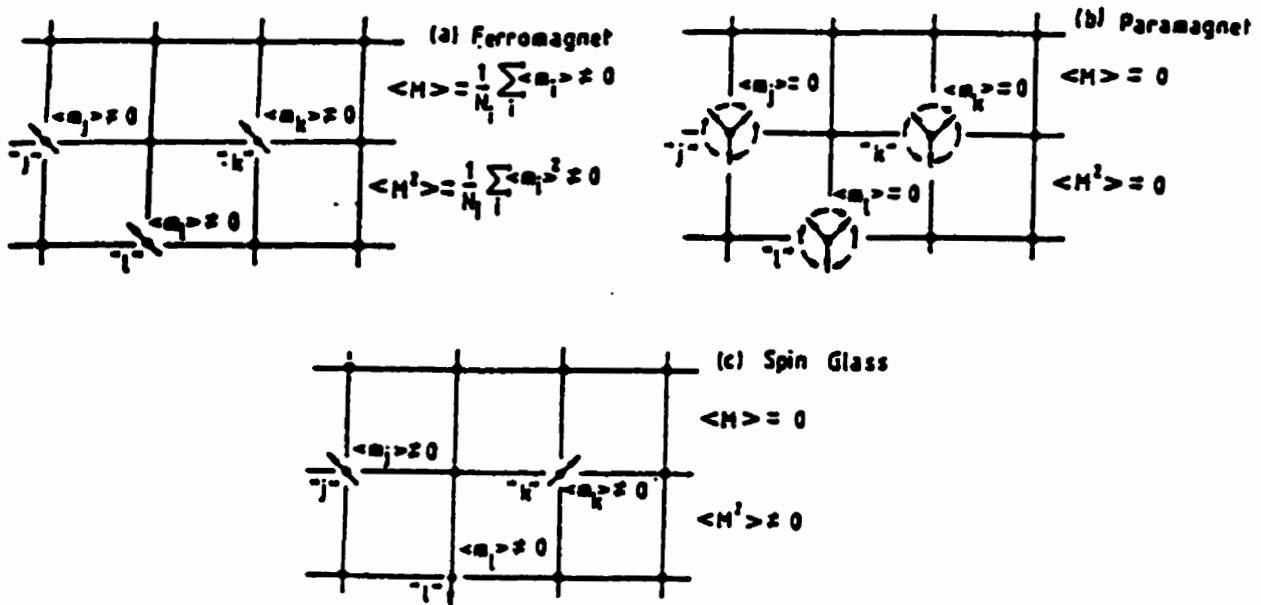 (a) Ferromagnet
<M> = 1/N_i Σ_i <m_i> ≠ 0
<m_j> ≠ 0
<m_k> ≠ 0
"j"
"k"
<M²> = 1/N_i Σ_i <m_i>² ≠ 0
<m_l> ≠ 0
"l"
(b) Paramagnet
<M> = 0
<m_j> = 0
<m_k> = 0
"j"
"k"
<M²> = 0
<m_l> = 0
"l"
(c) Spin Glass
<M> = 0
<m_j> ≠ 0
"j"
"k"
<m_k> ≠ 0
<M²> ≠ 0
<m_l> ≠ 0
"l"